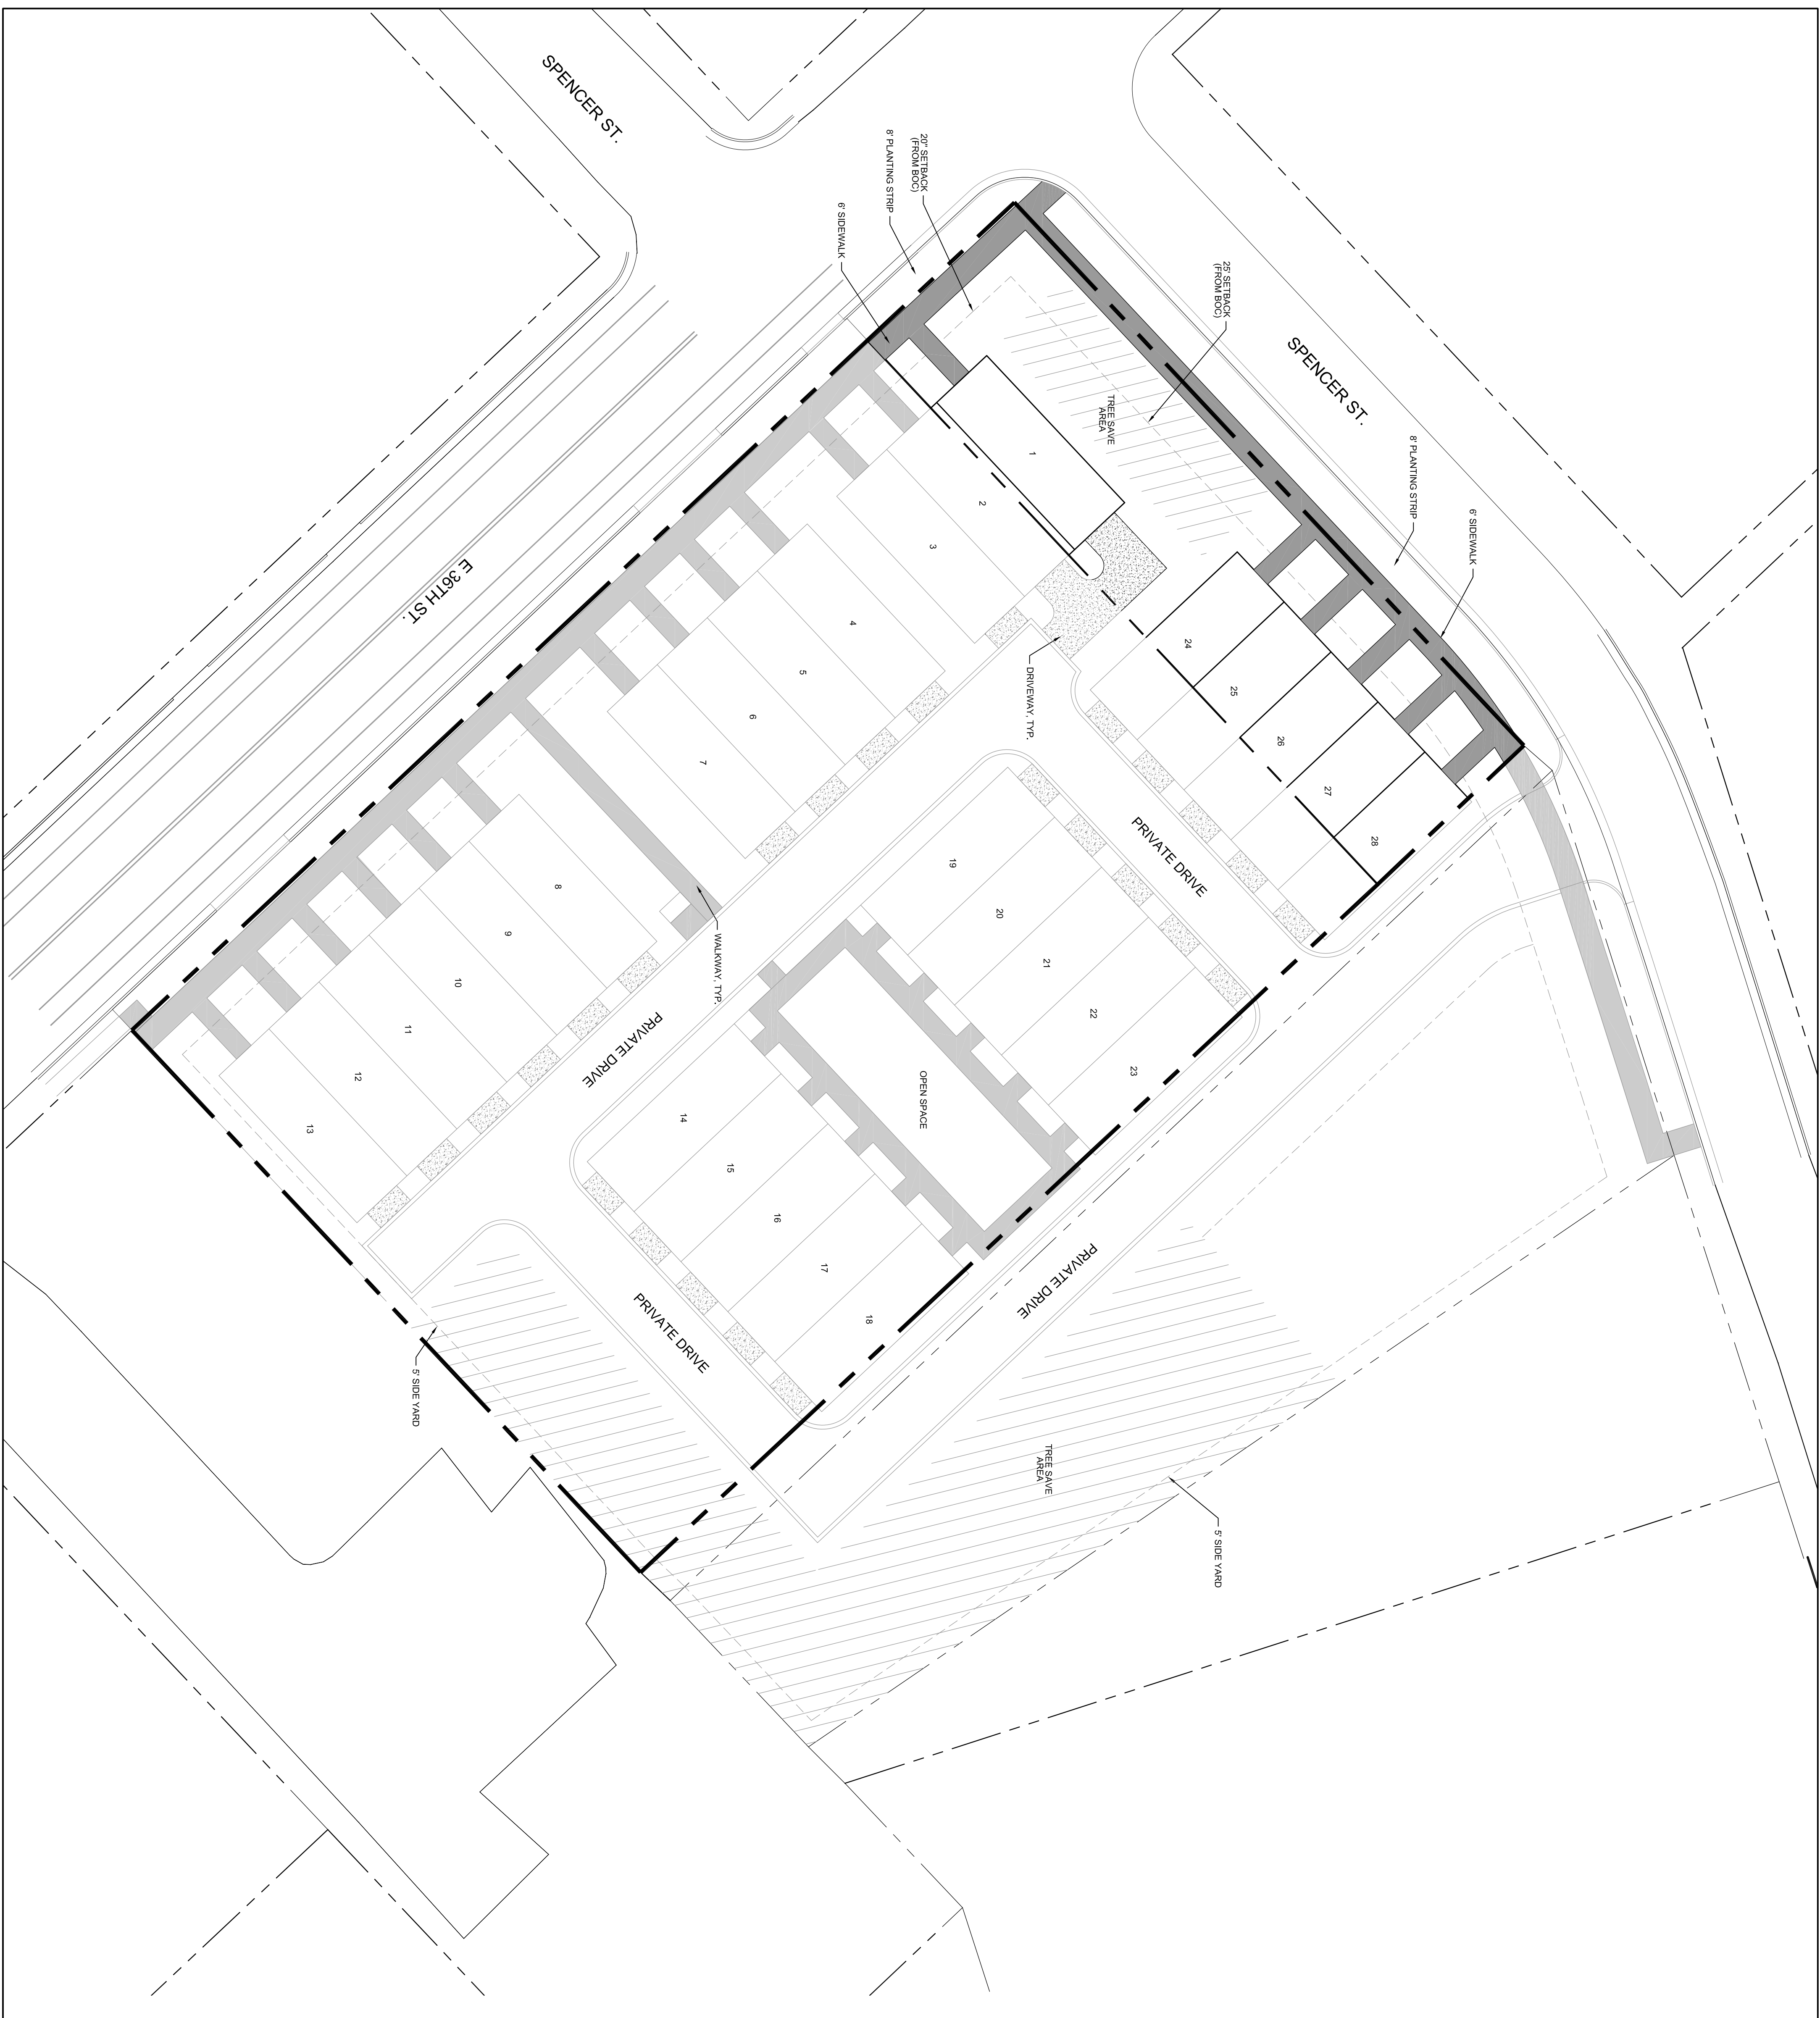 SPENCER ST.
20" SETBACK
(FROM BOC)
8' PLANTING STRIP
6' SIDEWALK
25' SETBACK
(FROM BOC)
SPENCER ST.
8' PLANTING STRIP
6' SIDEWALK
TREE SAVE
AREA
1
2
3
4
5
6
7
E 36TH ST.
DRIVEWAY, TYP.
24
25
26
27
28
PRIVATE DRIVE
19
20
21
22
23
8
9
10
11
12
13
WALKWAY, TYP.
PRIVATE DRIVE
OPEN SPACE
14
15
16
17
18
PRIVATE DRIVE
PRIVATE DRIVE
5' SIDE YARD
TREE SAVE
AREA
5' SIDE YARD